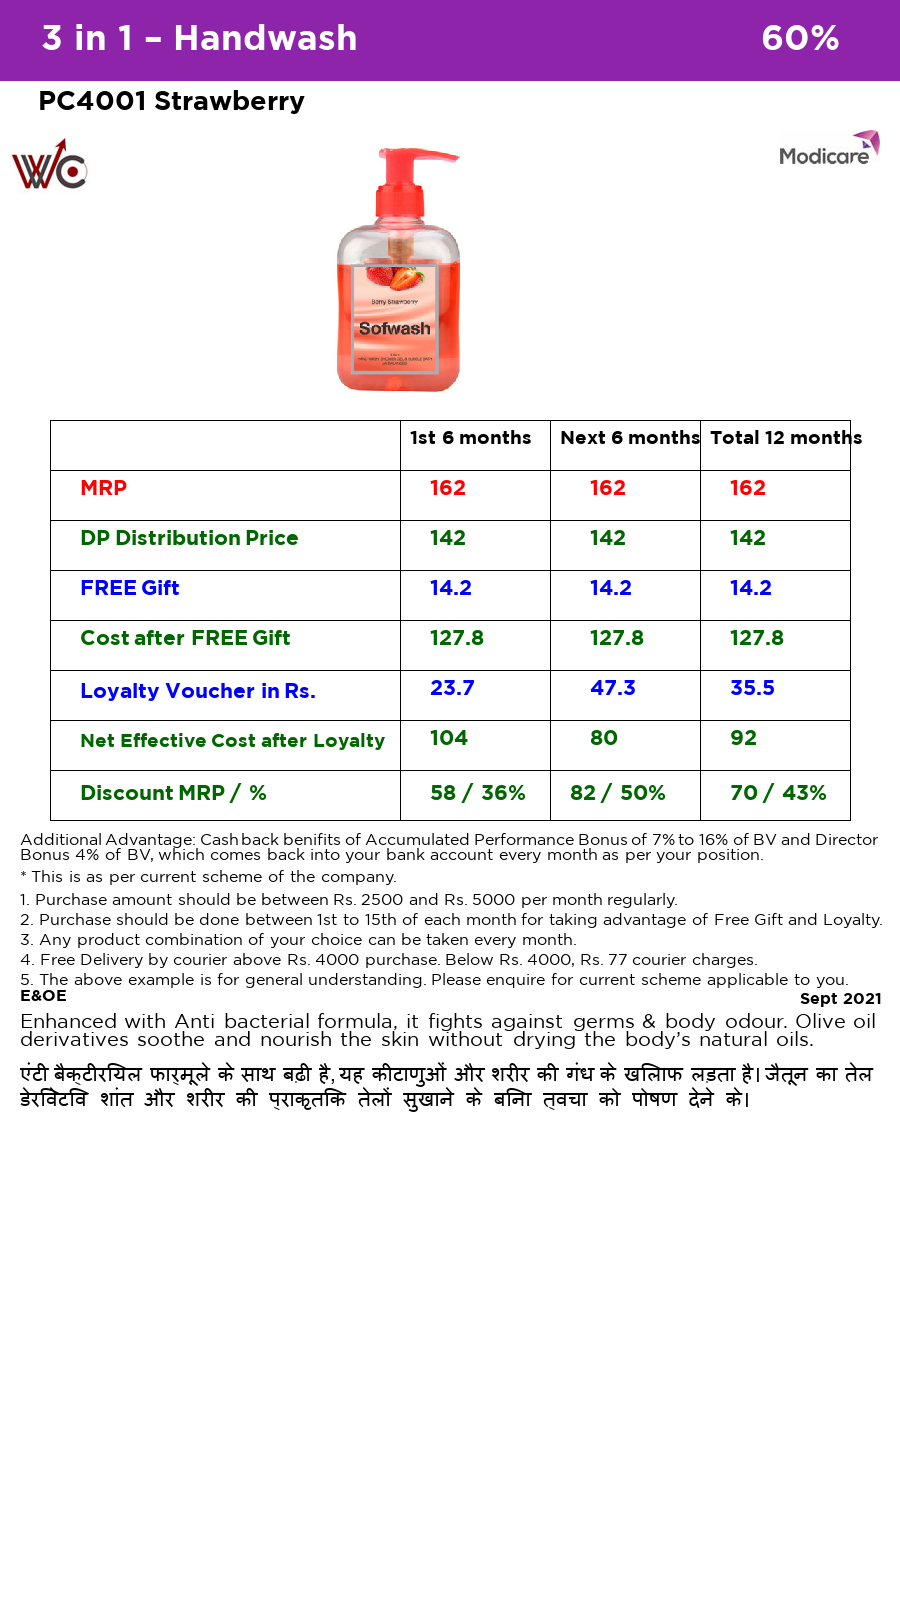 3 in 1 – Handwash 60%
PC4001 Strawberry
WC
Modicare
Berry Strawberry
Sofwash
3 IN 1
HAND WASH, SHOWER GEL & BUBBLE BATH
1st 6 months Next 6 months Total 12 months
MRP 162 162 162
DP Distribution Price 142 142 142
FREE Gift 14.2 14.2 14.2
Cost after FREE Gift 127.8 127.8 127.8
Loyalty Voucher in Rs. 23.7 47.3 35.5
Net Effective Cost after Loyalty 104 80 92
Discount MRP / % 58 / 36% 82 / 50% 70 / 43%
Additional Advantage: Cashback benifits of Accumulated Performance Bonus of 7% to 16% of BV and Director
Bonus 4% of BV, which comes back into your bank account every month as per your position.
* This is as per current scheme of the company.
1. Purchase amount should be between Rs. 2500 and Rs. 5000 per month regularly.
2. Purchase should be done between 1st to 15th of each month for taking advantage of Free Gift and Loyalty.
3. Any product combination of your choice can be taken every month.
4. Free Delivery by courier above Rs. 4000 purchase. Below Rs. 4000, Rs. 77 courier charges.
5. The above example is for general understanding. Please enquire for current scheme applicable to you.
E&OE
Sept 2021
Enhanced with Anti bacterial formula, it fights against germs & body odour. Olive oil
derivatives soothe and nourish the skin without drying the body’s natural oils.
एंटी बैक्टीरियिल फार्मूले के साथ बढ़ी है, यह कीटाणुओं और शरीर की गंध के खिलाफ लड़ता है। जैतून का तेल
डेरिवेटिव शांत और शरीर की प्राकृतिक तेलों सुखाने के बिना त्वचा को पोषण देने के।